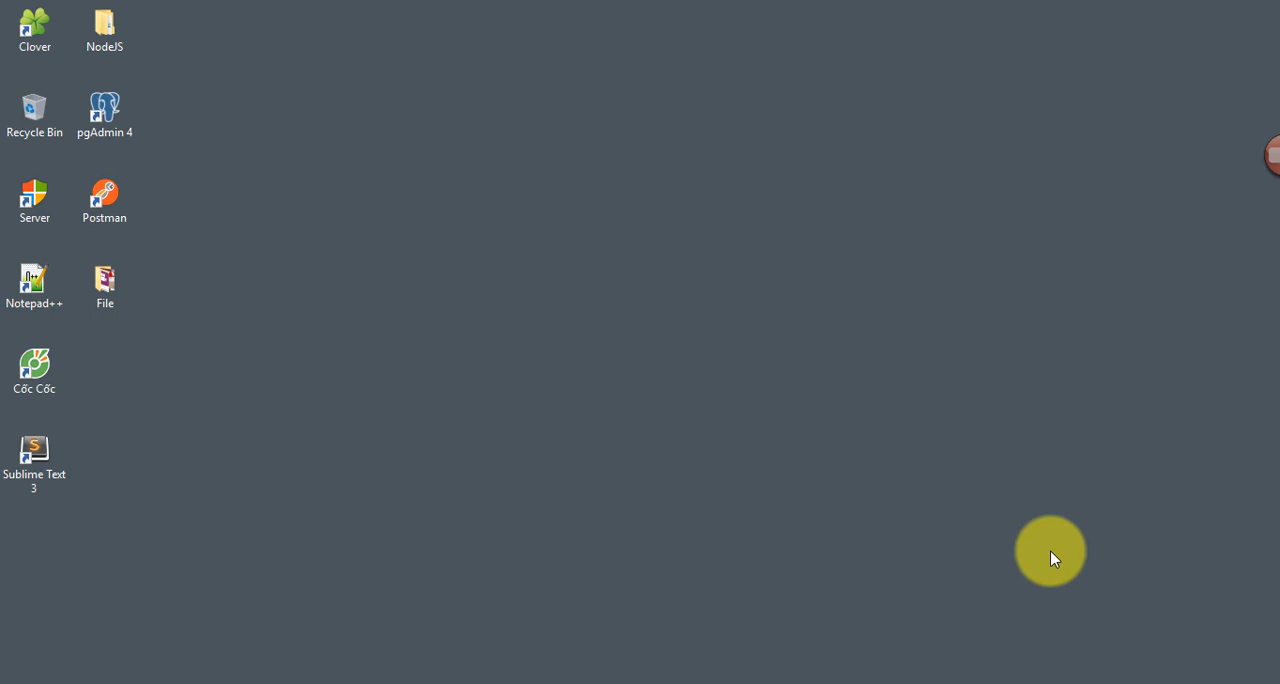 Clover
NodeJS
Recycle Bin
pgAdmin 4
Server
Postman
Notepad++
File
Cốc Cốc
Sublime Text
3